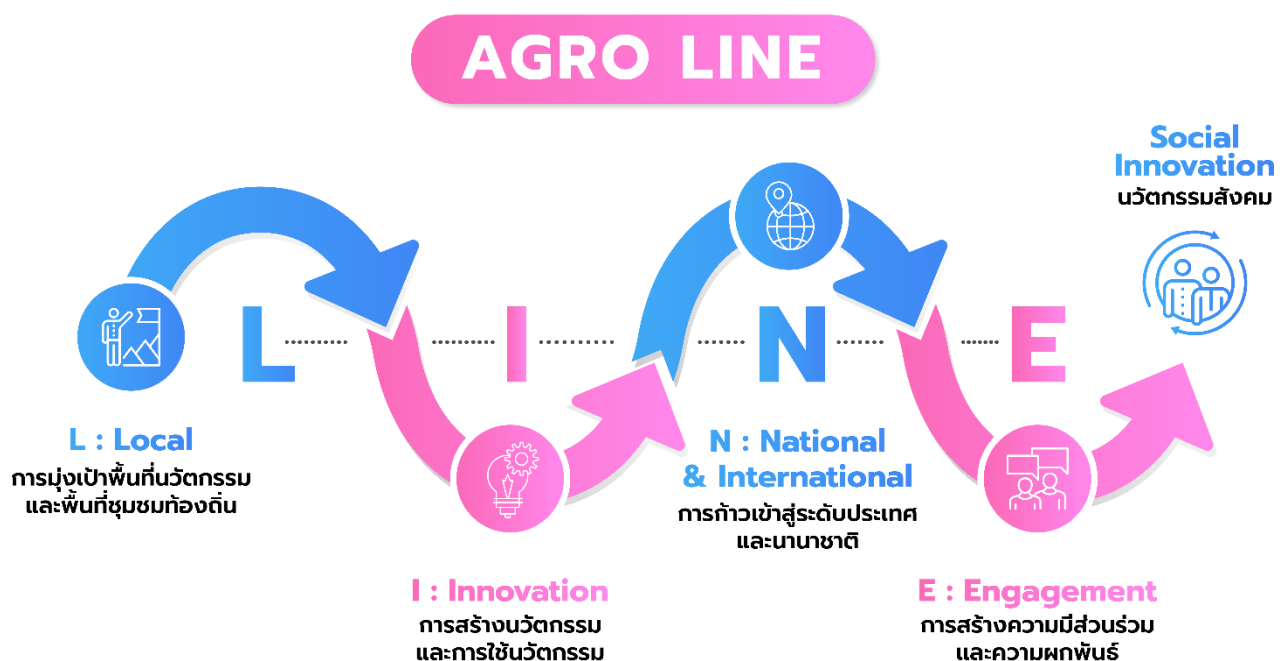 AGRO LINE
Social
Innovation
นวัตกรรมสังคม
L
I
N
E
L : Local
การมุ่งเป้าพื้นที่นวัตกรรม
และพื้นที่ชุมชมท้องถิ่น
I : Innovation
การสร้างนวัตกรรม
และการใช้นวัตกรรม
N : National
& International
การก้าวเข้าสู่ระดับประเทศ
และนานาชาติ
E : Engagement
การสร้างความมีส่วนร่วม
และความผกพันธ์